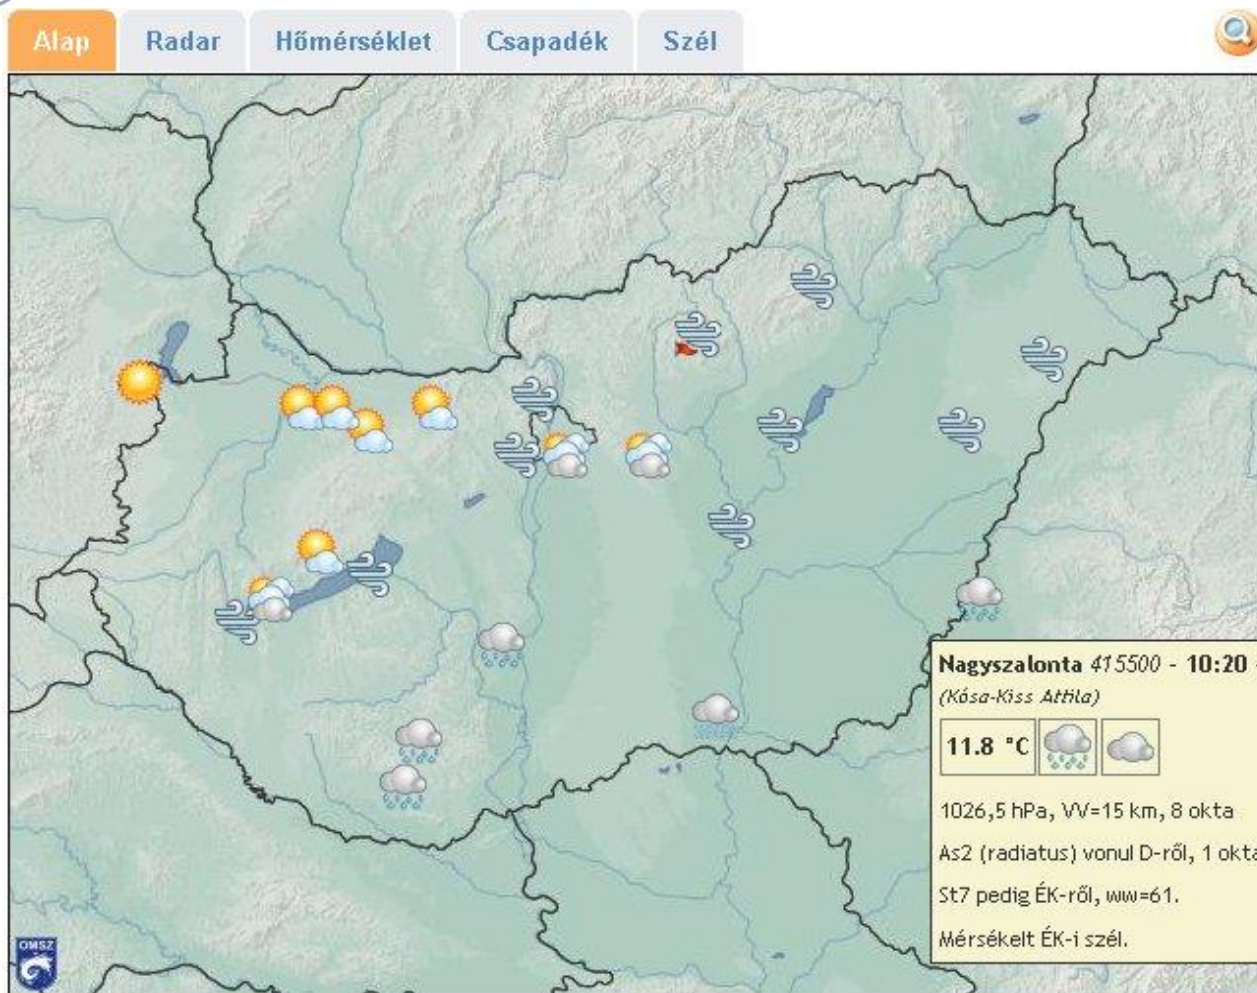 Alap Radar Hőmérséklet Csapadék Szél
Nagyszalonta 415500 - 10:20
(Kósa-Kiss Attila)
11.8 °C
1026,5 hPa, VV=15 km, 8 okta
As2 (radiatus) vonul D-ről, 1 okta
St7 pedig ÉK-ről, ww=61.
Mérsékelt ÉK-i szél.
OMSZ